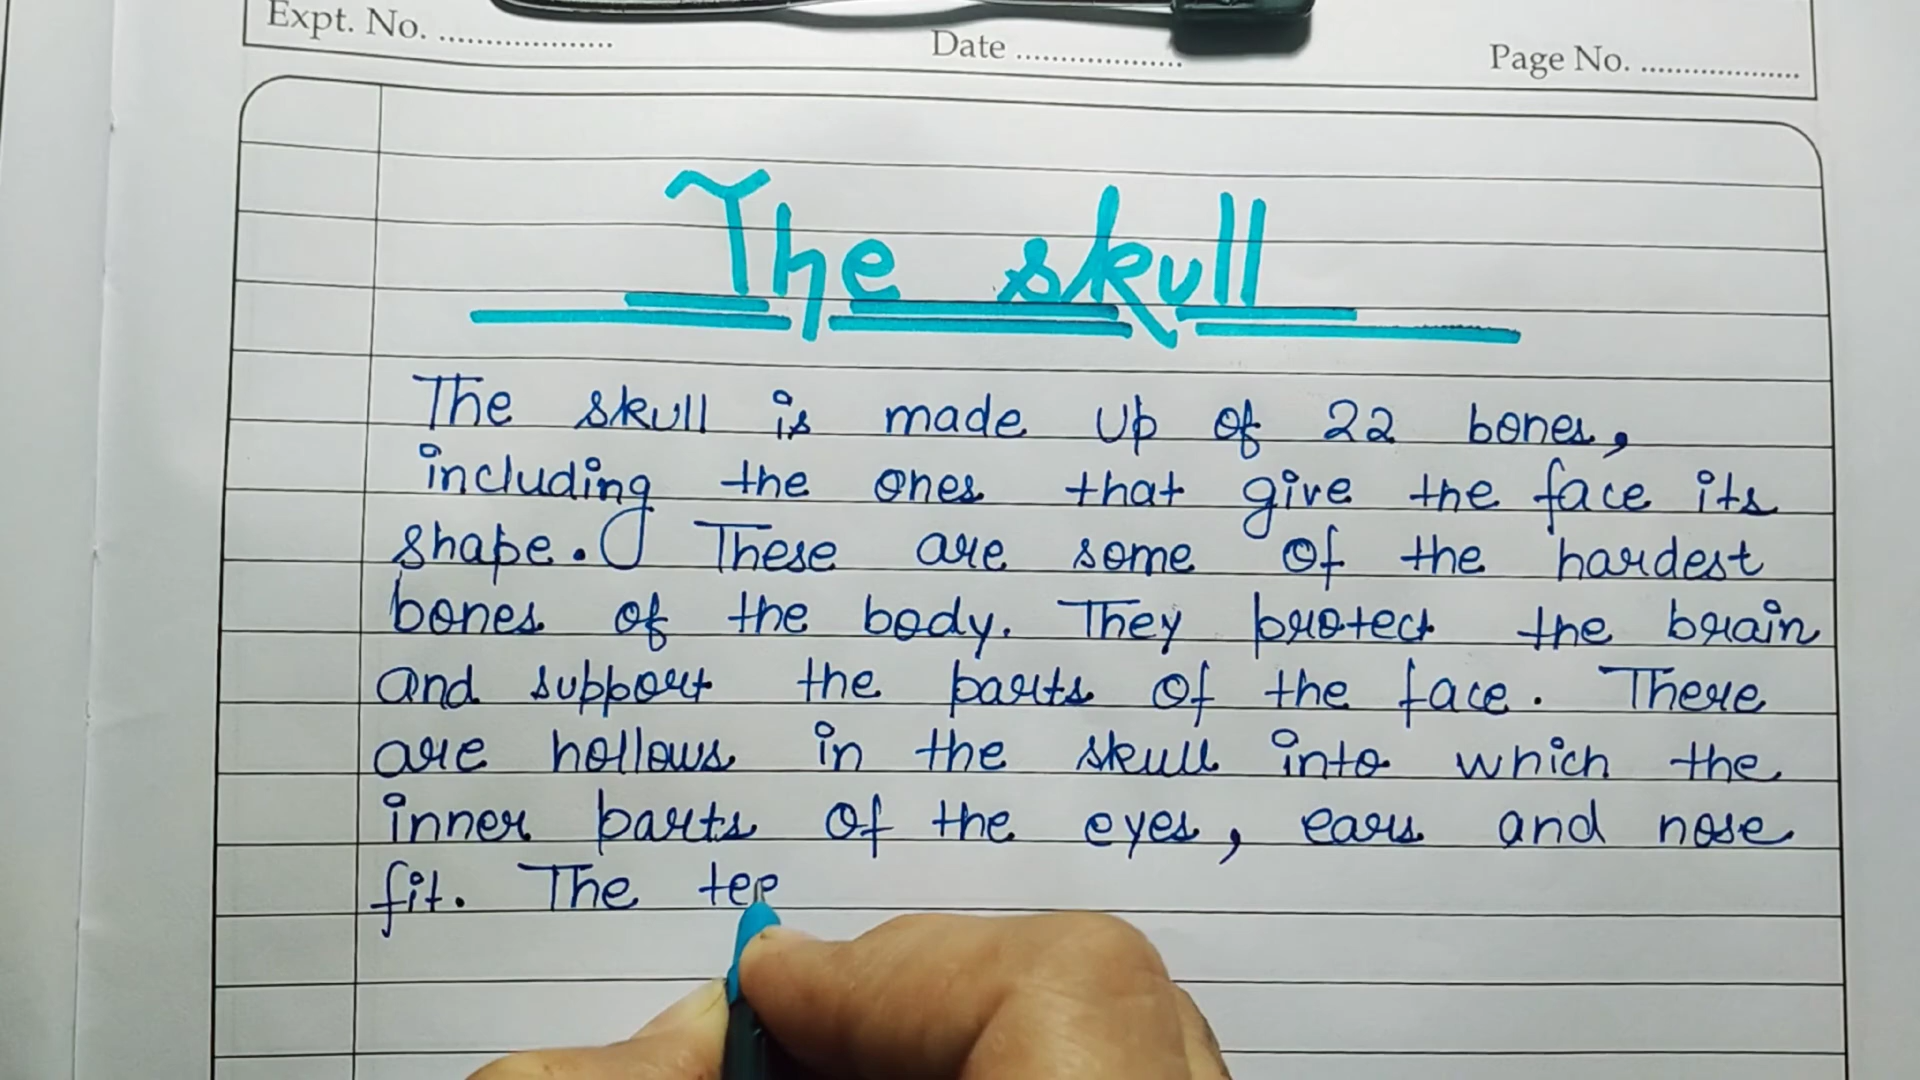 Expt. No. ...................
Date ..................
Page No. ..................
The skull
The skull is made up of 22 bones,
including the ones that give the face its
shape. These are some of the hardest
bones of the body. They protect the brain
and support the parts of the face. There
are hollows in the skull into which the
inner parts of the eyes, ears and nose
fit. The tee